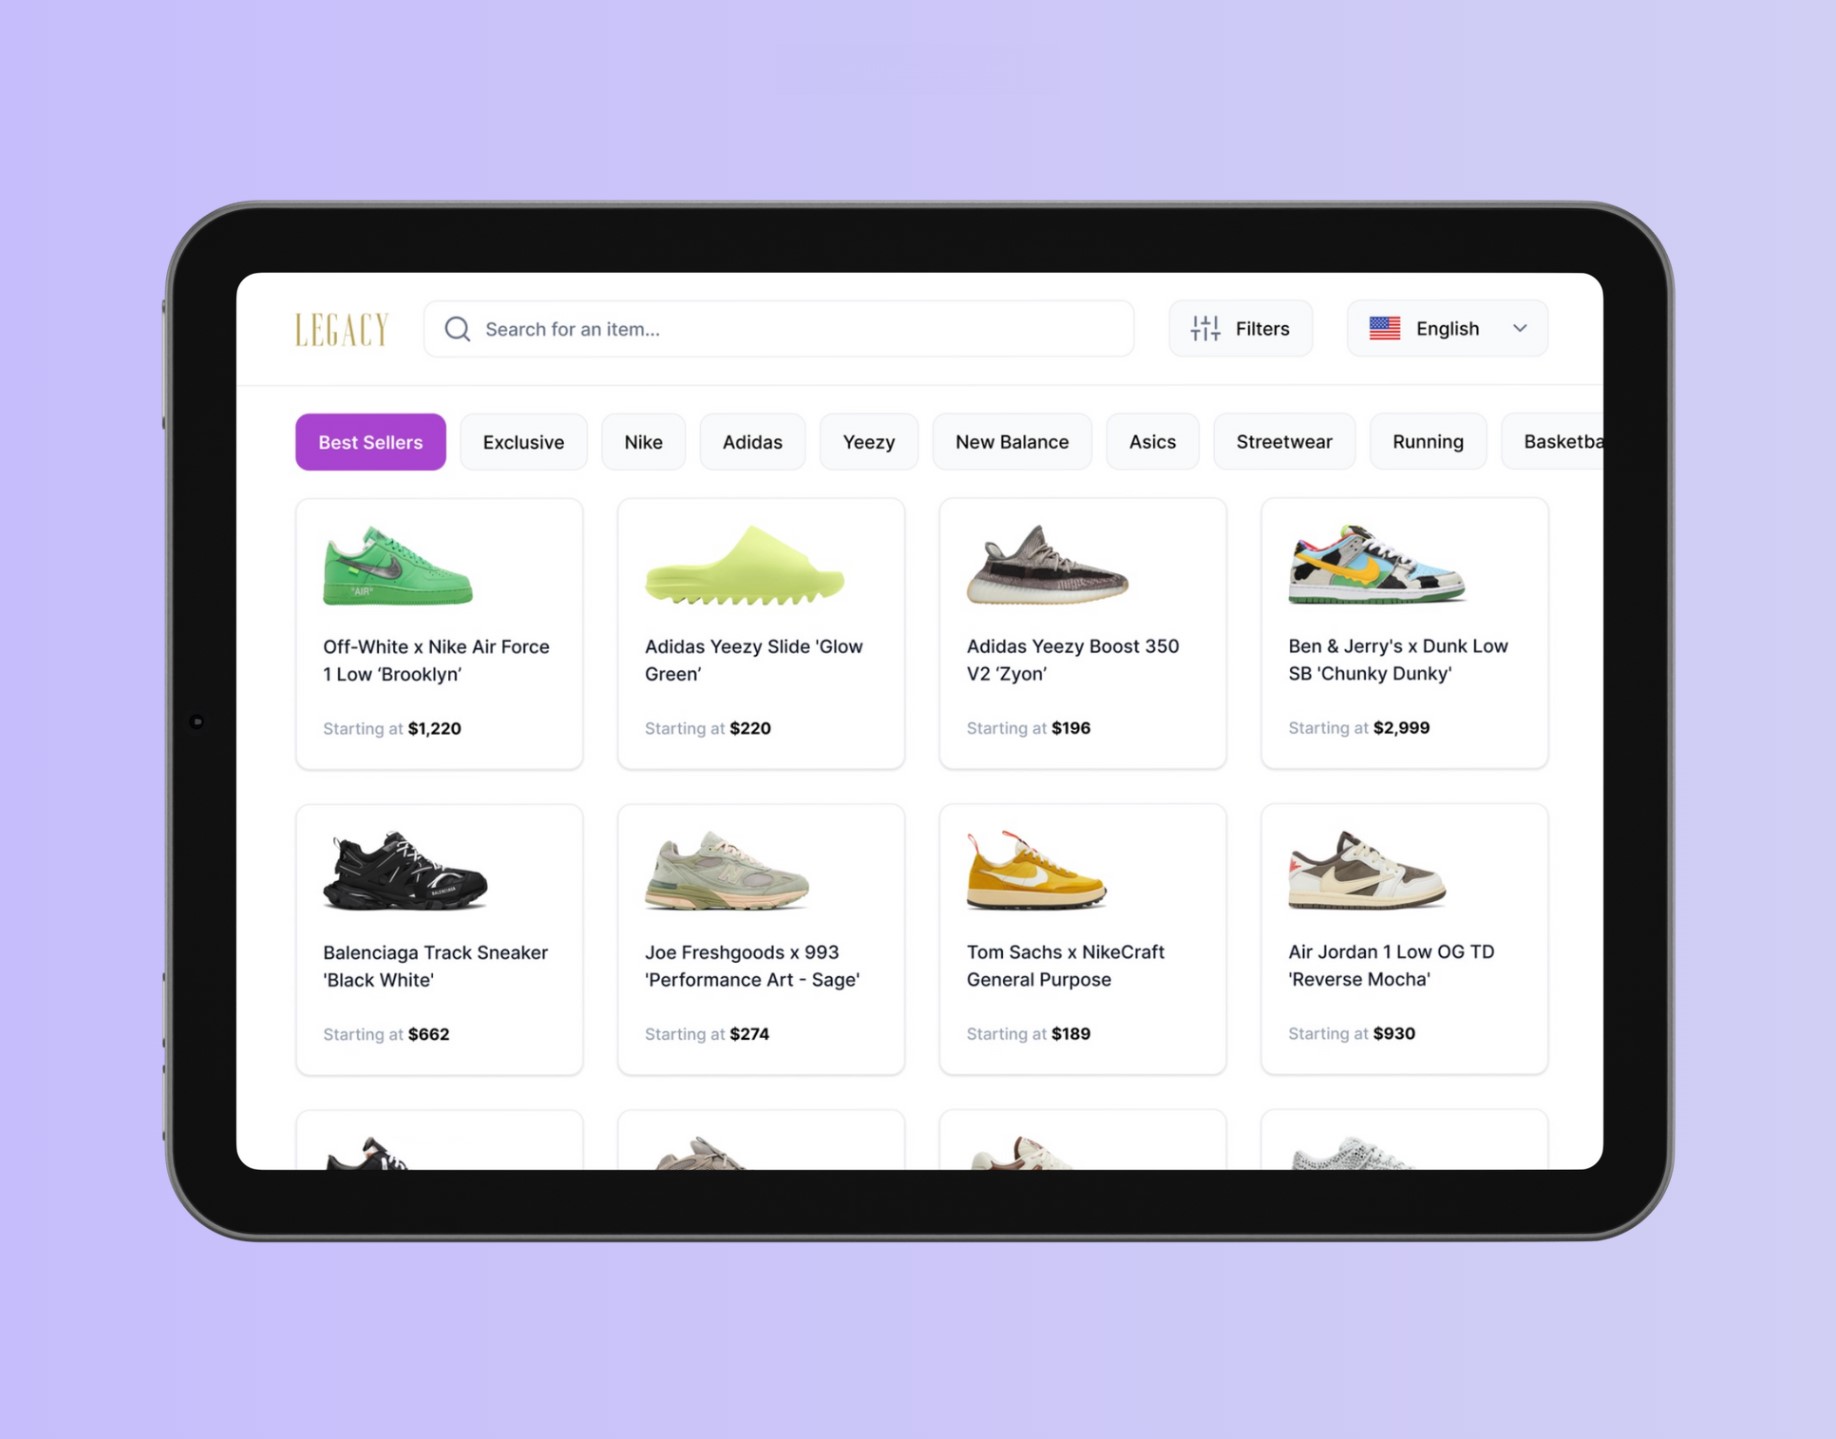 LEGACY
Search for an item...
Filters
English
Best Sellers
Exclusive
Nike
Adidas
Yeezy
New Balance
Asics
Streetwear
Running
Basketba
"AIR"
Off-White x Nike Air Force
1 Low ‘Brooklyn’
Starting at $1,220
Adidas Yeezy Slide 'Glow
Green’
Starting at $220
Adidas Yeezy Boost 350
V2 ‘Zyon’
Starting at $196
Ben & Jerry's x Dunk Low
SB 'Chunky Dunky'
Starting at $2,999
BALENCIAGA
Balenciaga Track Sneaker
'Black White'
Starting at $662
N
Joe Freshgoods x 993
'Performance Art - Sage'
Starting at $274
Tom Sachs x NikeCraft
General Purpose
Starting at $189
Air Jordan 1 Low OG TD
'Reverse Mocha'
Starting at $930